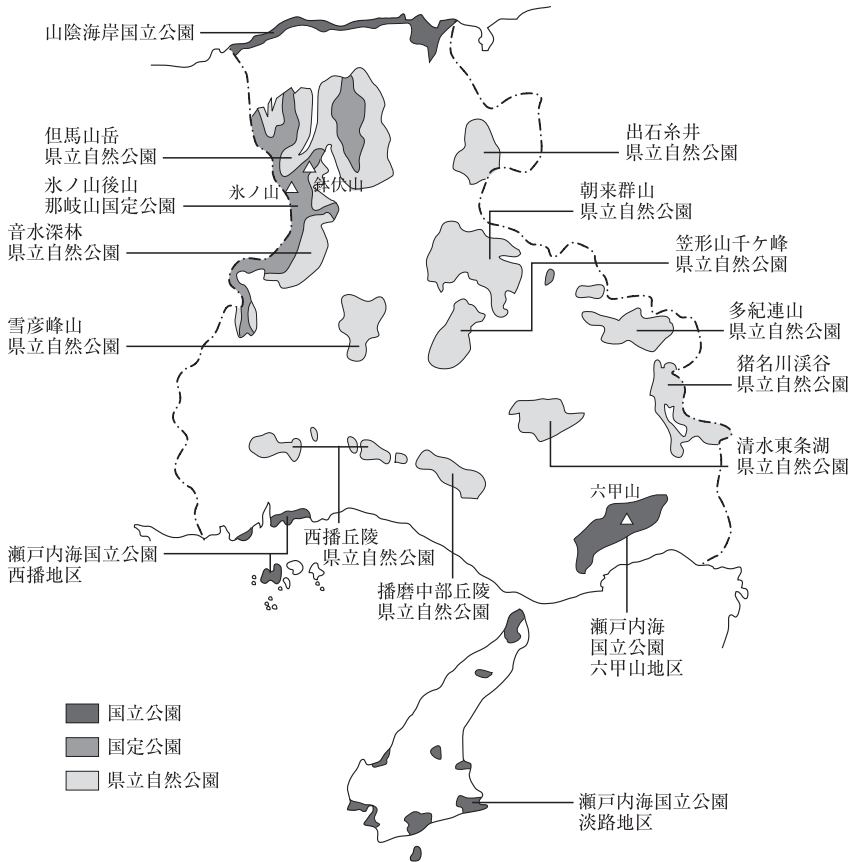 山陰海岸国立公園
但馬山岳
県立自然公園
氷ノ山後山
那岐山国定公園
音水深林
県立自然公園
雪彦峰山
県立自然公園
氷ノ山
鉢伏山
出石糸井
県立自然公園
朝来群山
県立自然公園
笠形山千ケ峰
県立自然公園
多紀連山
県立自然公園
猪名川渓谷
県立自然公園
清水東条湖
県立自然公園
六甲山
瀬戸内海国立公園
西播地区
西播丘陵
県立自然公園
播磨中部丘陵
県立自然公園
瀬戸内海
国立公園
六甲山地区
国立公園
国定公園
県立自然公園
瀬戸内海国立公園
淡路地区